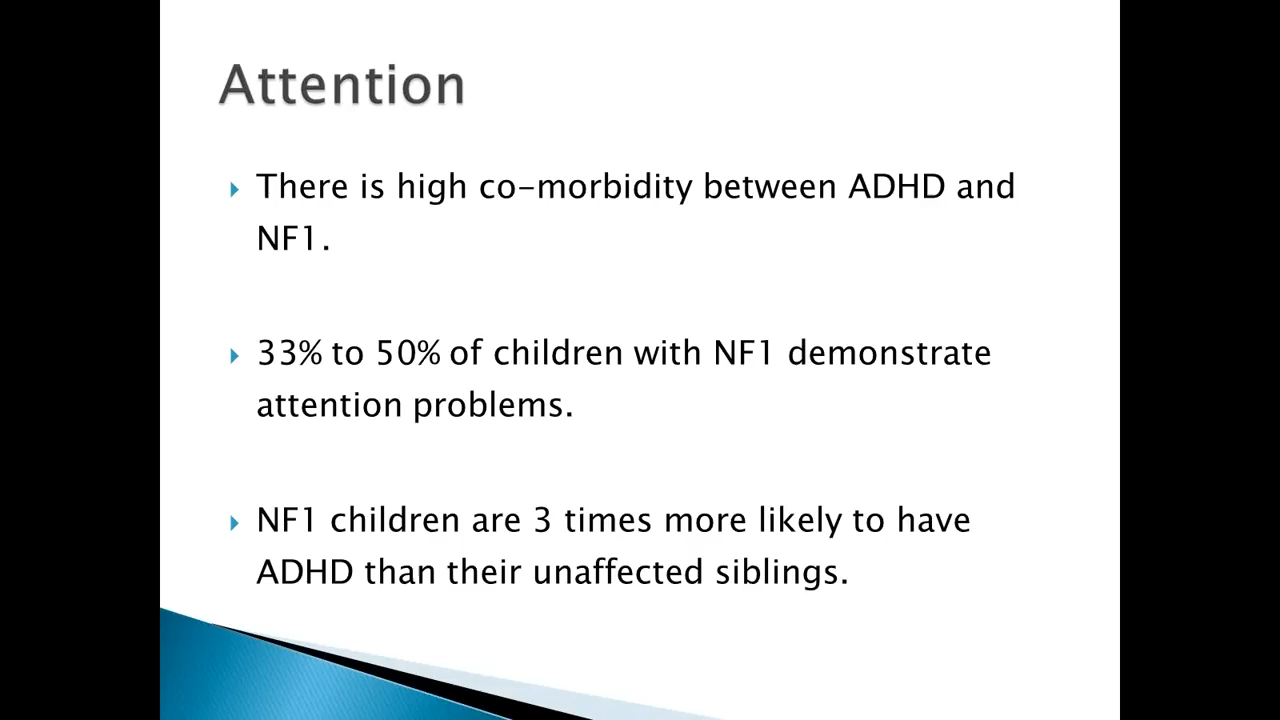 Attention
There is high co-morbidity between ADHD and
NF1.
33% to 50% of children with NF1 demonstrate
attention problems.
NF1 children are 3 times more likely to have
ADHD than their unaffected siblings.